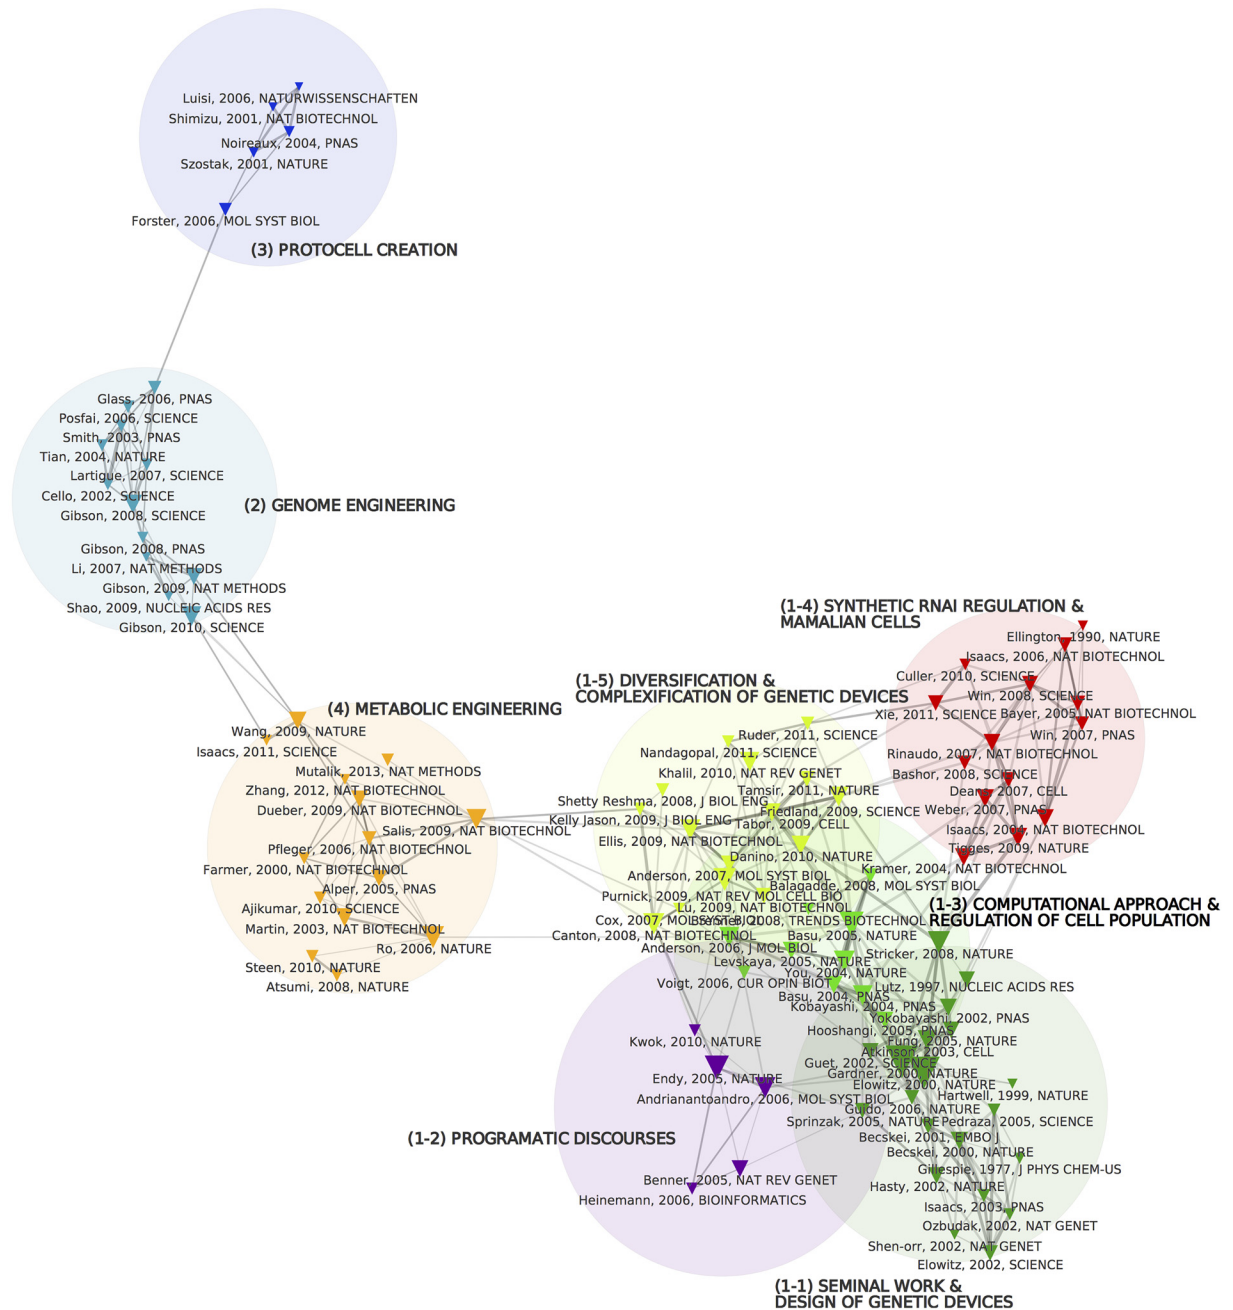 Luisi, 2006, NATURWISSENSCHAFTEN
Shimizu, 2001, NAT BIOTECHNOL
Noireaux, 2004, PNAS
Szostak, 2001, NATURE
Forster, 2006, MOL SYST BIOL
(3) PROTOCELL CREATION
Glass, 2006, PNAS
Posfai, 2006, SCIENCE
Smith, 2003, PNAS
Tian, 2004, NATURE
Lartigue, 2007, SCIENCE
Cello, 2002, SCIENCE
Gibson, 2008, SCIENCE
(2) GENOME ENGINEERING
Gibson, 2008, PNAS
Li, 2007, NAT METHODS
Gibson, 2009, NAT METHODS
Shao, 2009, NUCLEIC ACIDS RES
Gibson, 2010, SCIENCE
(4) METABOLIC ENGINEERING
Wang, 2009, NATURE
Isaacs, 2011, SCIENCE
Mutalik, 2013, NAT METHODS
Zhang, 2012, NAT BIOTECHNOL
Dueber, 2009, NAT BIOTECHNOL
Salis, 2009, NAT BIOTECHNOL
Pfleger, 2006, NAT BIOTECHNOL
Farmer, 2000, NAT BIOTECHNOL
Alper, 2005, PNAS
Ajikumar, 2010, SCIENCE
Martin, 2003, NAT BIOTECHNOL
Ro, 2006, NATURE
Steen, 2010, NATURE
Atsumi, 2008, NATURE
(1-4) SYNTHETIC RNAI REGULATION &
MAMALIAN CELLS
Ellington, 1990, NATURE
Isaacs, 2006, NAT BIOTECHNOL
Culler, 2010, SCIENCE
Win, 2008, SCIENCE
Xie, 2011, SCIENCE
Bayer, 2005, NAT BIOTECHNOL
Win, 2007, PNAS
Rinaudo, 2007, NAT BIOTECHNOL
Bashor, 2008, SCIENCE
Deans, 2007, CELL
Weber, 2007, PNAS
Isaacs, 2004, NAT BIOTECHNOL
Tigges, 2009, NATURE
Kramer, 2004, NAT BIOTECHNOL
(1-5) DIVERSIFICATION &
COMPLEXIFICATION OF GENETIC DEVICES
Ruder, 2011, SCIENCE
Nandagopal, 2011, SCIENCE
Khalil, 2010, NAT REV GENET
Tamsir, 2011, NATURE
Shetty Reshma, 2008, J BIOL ENG
Friedland, 2009, SCIENCE
Kelly Jason, 2009, J BIOL ENG
Tabor, 2009, CELL
Ellis, 2009, NAT BIOTECHNOL
Danino, 2010, NATURE
Anderson, 2007, MOL SYST BIOL
Balagadde, 2008, MOL SYST BIOL
Purnick, 2009, NAT REV MOL CELL BIO
Lu, 2009, NAT BIOTECHNOL
Cox, 2007, MOL SYST BIOL
Brenner, 2008, TRENDS BIOTECHNOL
Canton, 2008, NAT BIOTECHNOL
Basu, 2005, NATURE
(1-3) COMPUTATIONAL APPROACH &
REGULATION OF CELL POPULATION
Anderson, 2006, J MOL BIOL
Stricker, 2008, NATURE
Levskaya, 2005, NATURE
You, 2004, NATURE
Voigt, 2006, CUR OPIN BIOT
Lutz, 1997, NUCLEIC ACIDS RES
Basu, 2004, PNAS
Kobayashi, 2004, PNAS
Yokobayashi, 2002, PNAS
Hooshangi, 2005, PNAS
Fung, 2005, NATURE
Atkinson, 2003, CELL
Guet, 2002, SCIENCE
Gardner, 2000, NATURE
Elowitz, 2000, NATURE
Hartwell, 1999, NATURE
Kwok, 2010, NATURE
Endy, 2005, NATURE
Andrianantoandro, 2006, MOL SYST BIOL
Guido, 2006, NATURE
Sprinzak, 2005, NATURE
Pedraza, 2005, SCIENCE
Becskei, 2001, EMBO J
(1-2) PROGRAMATIC DISCOURSES
Becskei, 2000, NATURE
Gillespie, 1977, J PHYS CHEM-US
Benner, 2005, NAT REV GENET
Hasty, 2002, NATURE
Heinemann, 2006, BIOINFORMATICS
Isaacs, 2003, PNAS
Ozbudak, 2002, NAT GENET
Shen-orr, 2002, NAT GENET
Elowitz, 2002, SCIENCE
(1-1) SEMINAL WORK &
DESIGN OF GENETIC DEVICES